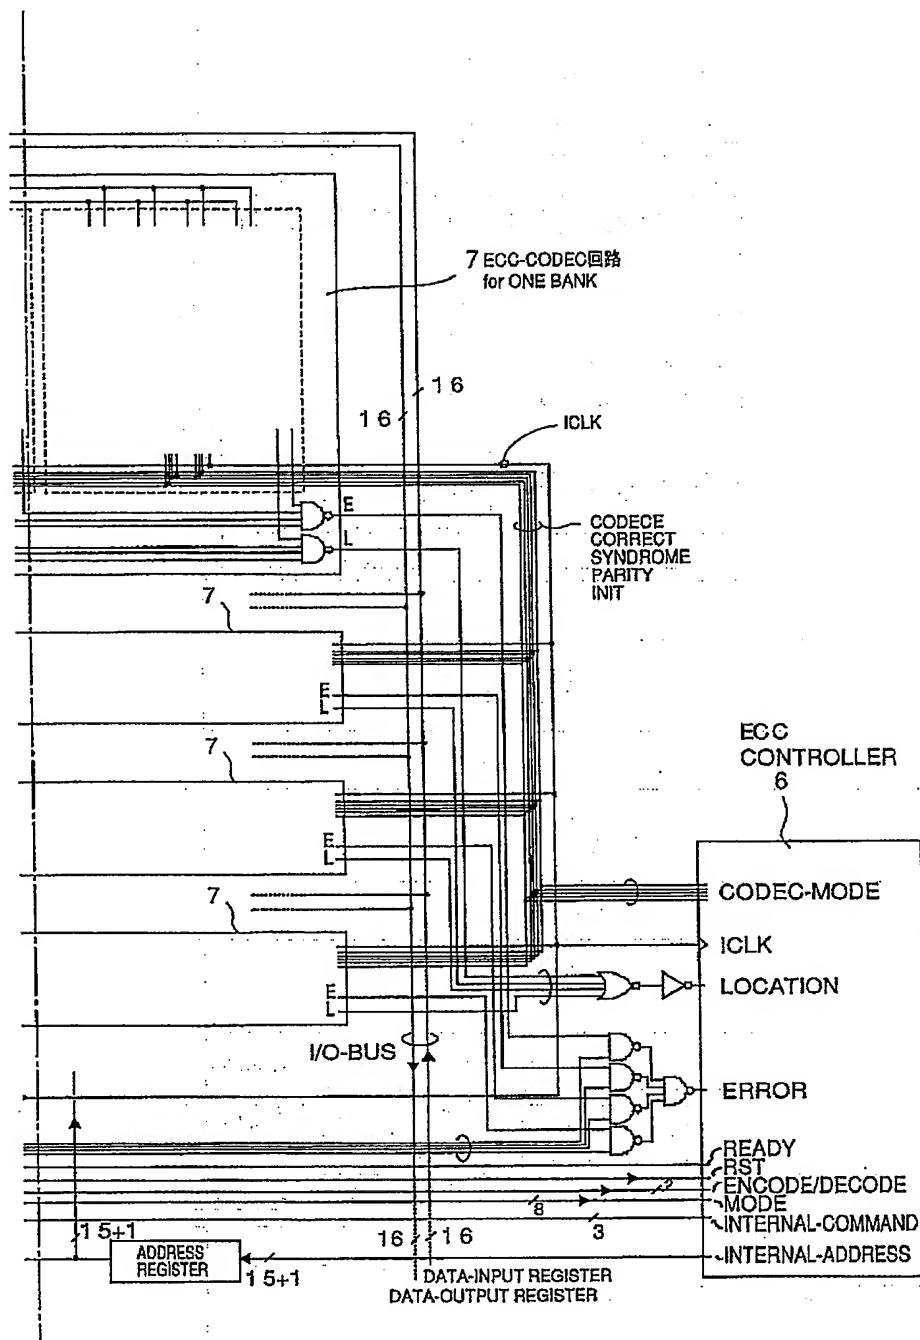 7 ECC-CODEC回路
for ONE BANK
16
16
ICLK
E
L
CODECE
CORRECT
SYNDROME
PARITY
INIT
7
E
L
7
E
L
ECC
CONTROLLER
6
7
CODEC-MODE
ICLK
LOCATION
E
L
I/O-BUS
ERROR
READY
RST
2
ENCODE/DECODE
8
MODE
3
INTERNAL-COMMAND
15+1
16
16
ADDRESS
REGISTER
15+1
INTERNAL-ADDRESS
DATA-INPUT REGISTER
DATA-OUTPUT REGISTER